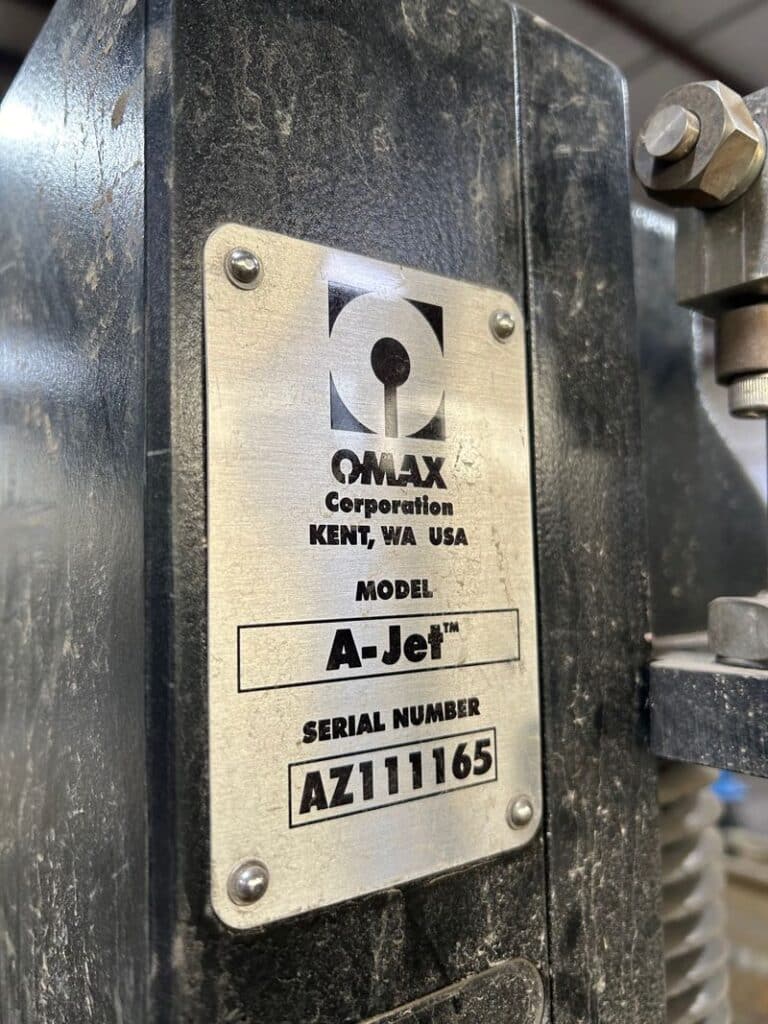 OMAX
Corporation
KENT, WA USA
MODEL
A-Jet™
SERIAL NUMBER
AZ111165